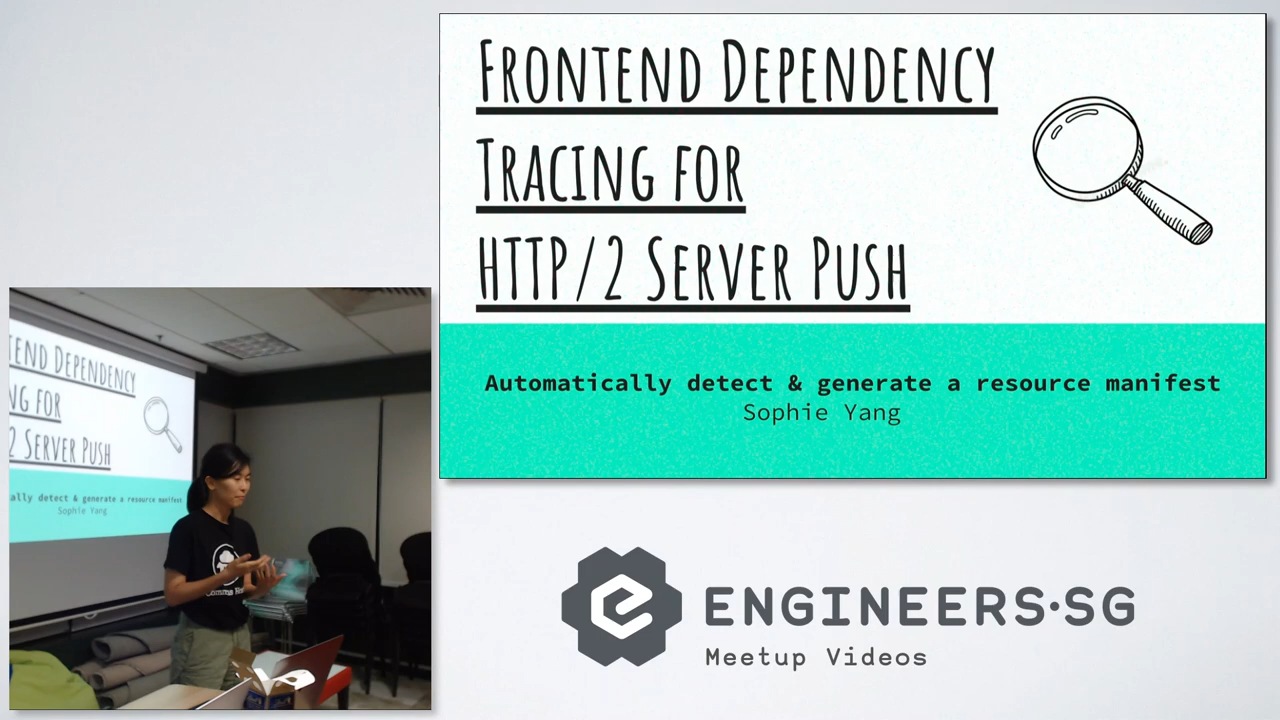 FRONTEND DEPENDENCY
TRACING FOR
HTTP/2 SERVER PUSH
Automatically detect & generate a resource manifest
Sophie Yang
TEND DEPENDENCY
NG FOR
2 SERVER PUSH
ally detect & generate a resource manifest
Sophie Yang
ENGINEERS·SG
Meetup Videos